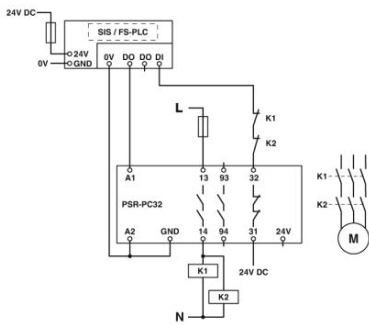 24V DC
SIS / FS-PLC
24V
0V GND
0V DO DO DI
L
K1
K2
A1 13 93 32
PSR-PC32
K1
K2
A2 GND 14 94 31 24V
M
K1
24V DC
K2
N